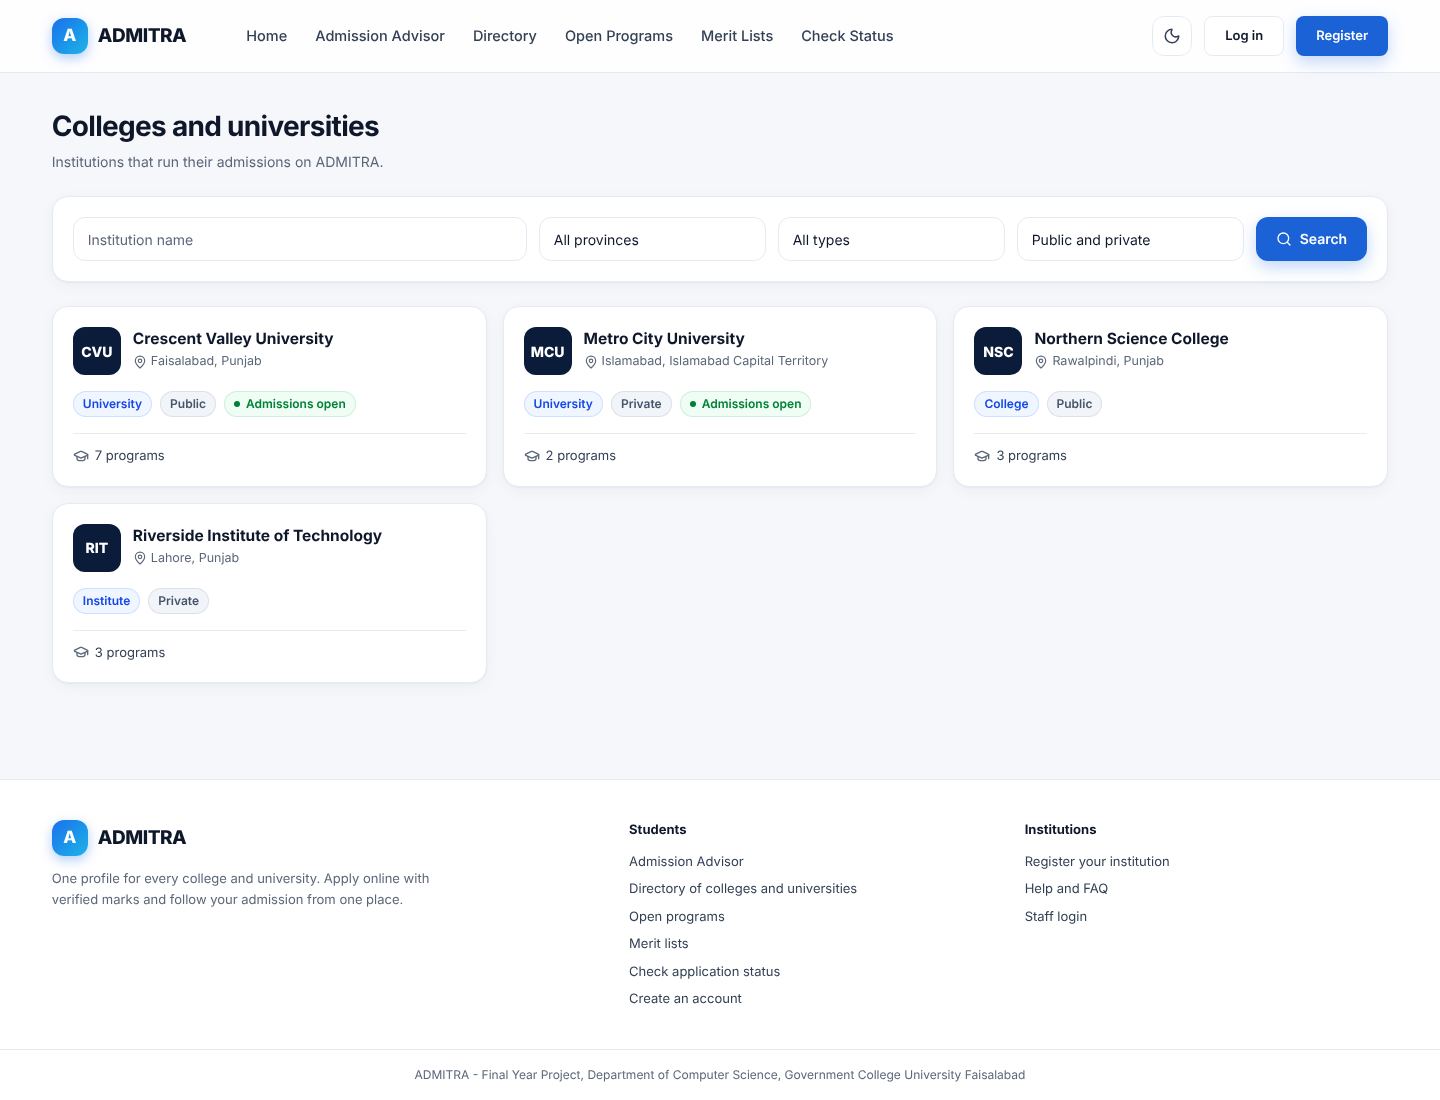 A ADMITRA Home Admission Advisor Directory Open Programs Merit Lists Check Status Log in Register
Colleges and universities
Institutions that run their admissions on ADMITRA.
Institution name All provinces All types Public and private Search
CVU Crescent Valley University
Faisalabad, Punjab
University Public Admissions open
7 programs
MCU Metro City University
Islamabad, Islamabad Capital Territory
University Private Admissions open
2 programs
NSC Northern Science College
Rawalpindi, Punjab
College Public
3 programs
RIT Riverside Institute of Technology
Lahore, Punjab
Institute Private
3 programs
A ADMITRA
One profile for every college and university. Apply online with
verified marks and follow your admission from one place.
Students
Admission Advisor
Directory of colleges and universities
Open programs
Merit lists
Check application status
Create an account
Institutions
Register your institution
Help and FAQ
Staff login
ADMITRA - Final Year Project, Department of Computer Science, Government College University Faisalabad